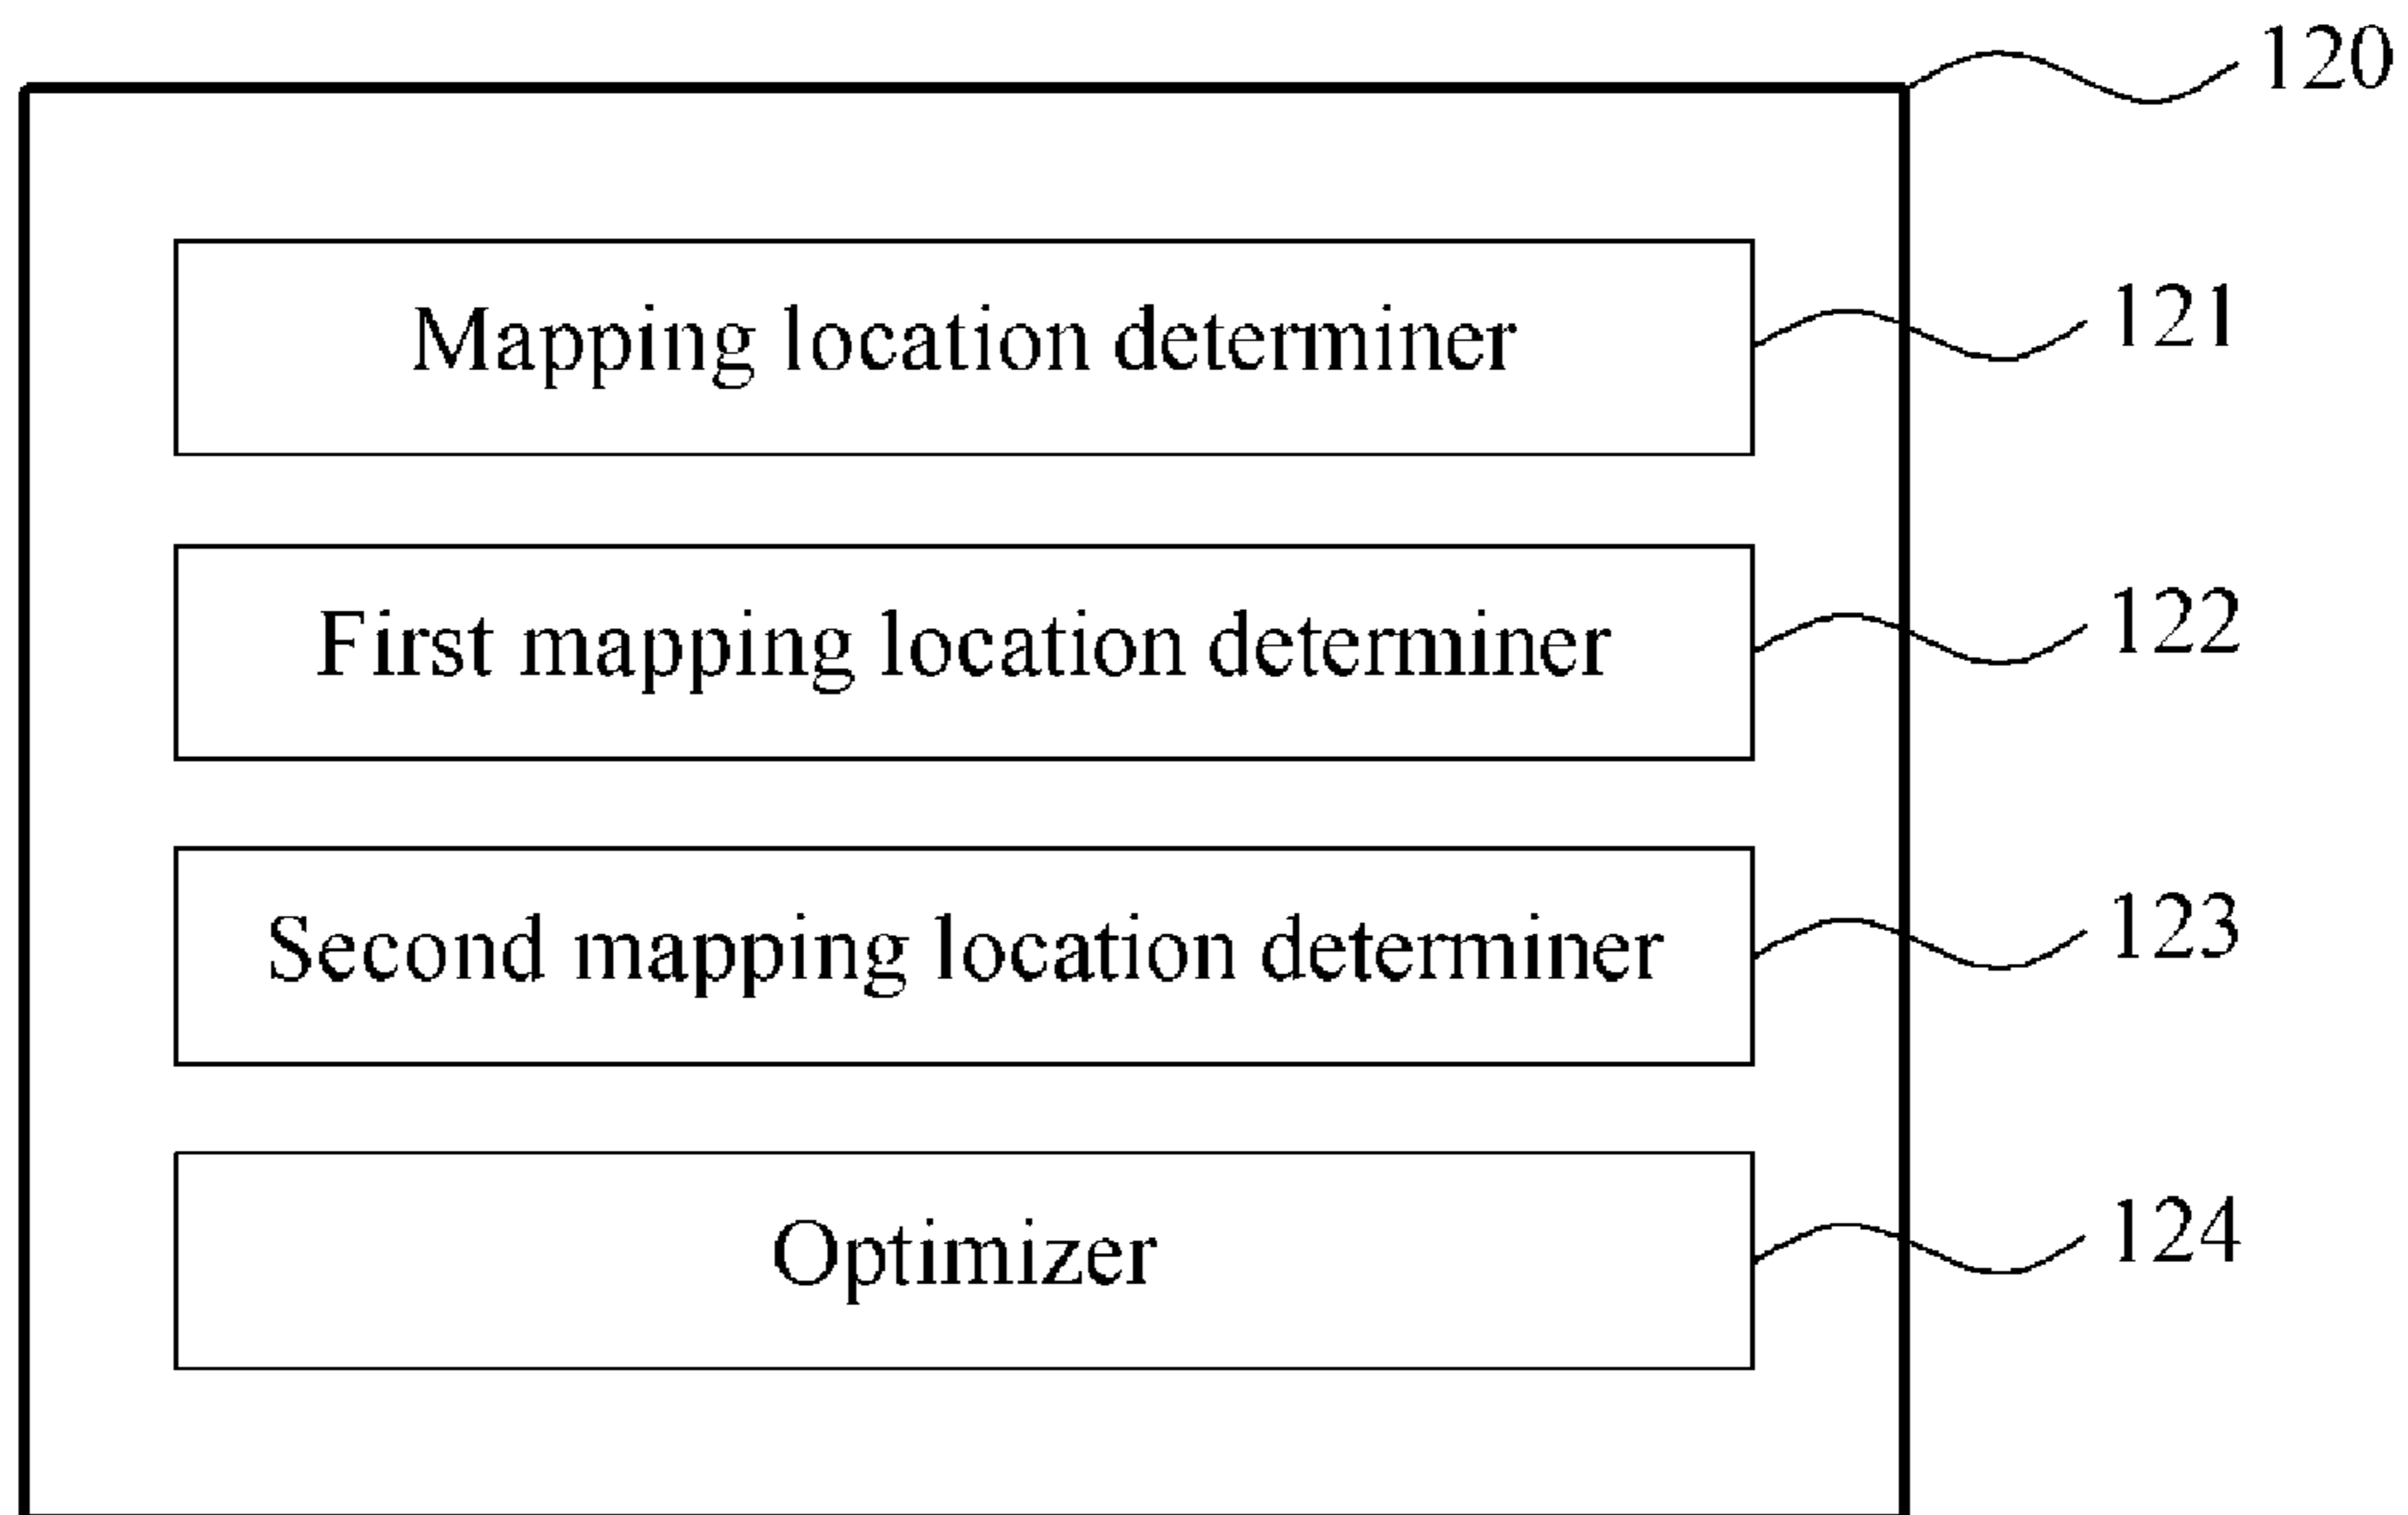 120
Mapping location determiner
121
First mapping location determiner
122
Second mapping location determiner
123
Optimizer
124